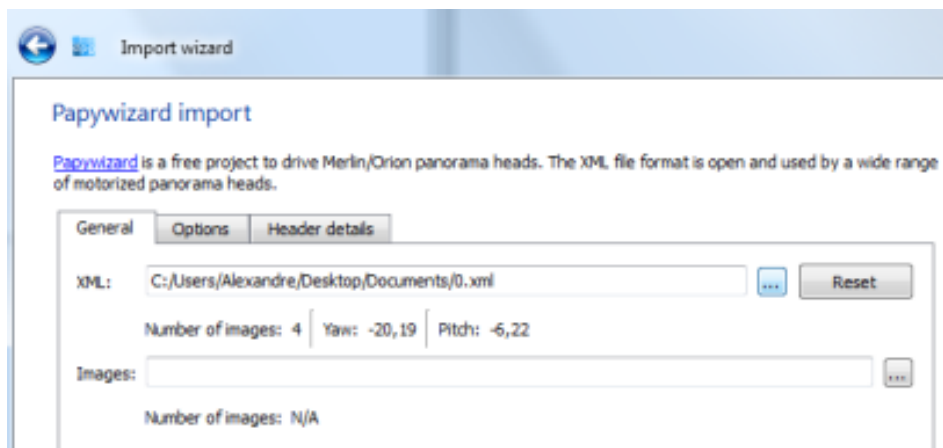 Import wizard
Papywizard import
Papywizard is a free project to drive Merlin/Orion panorama heads. The XML file format is open and used by a wide range
of motorized panorama heads.
General Options Header details
XML: C:/Users/Alexandre/Desktop/Documents/0.xml ... Reset
Number of images: 4 Yaw: -20,19 Pitch: -6,22
Images: ...
Number of images: N/A